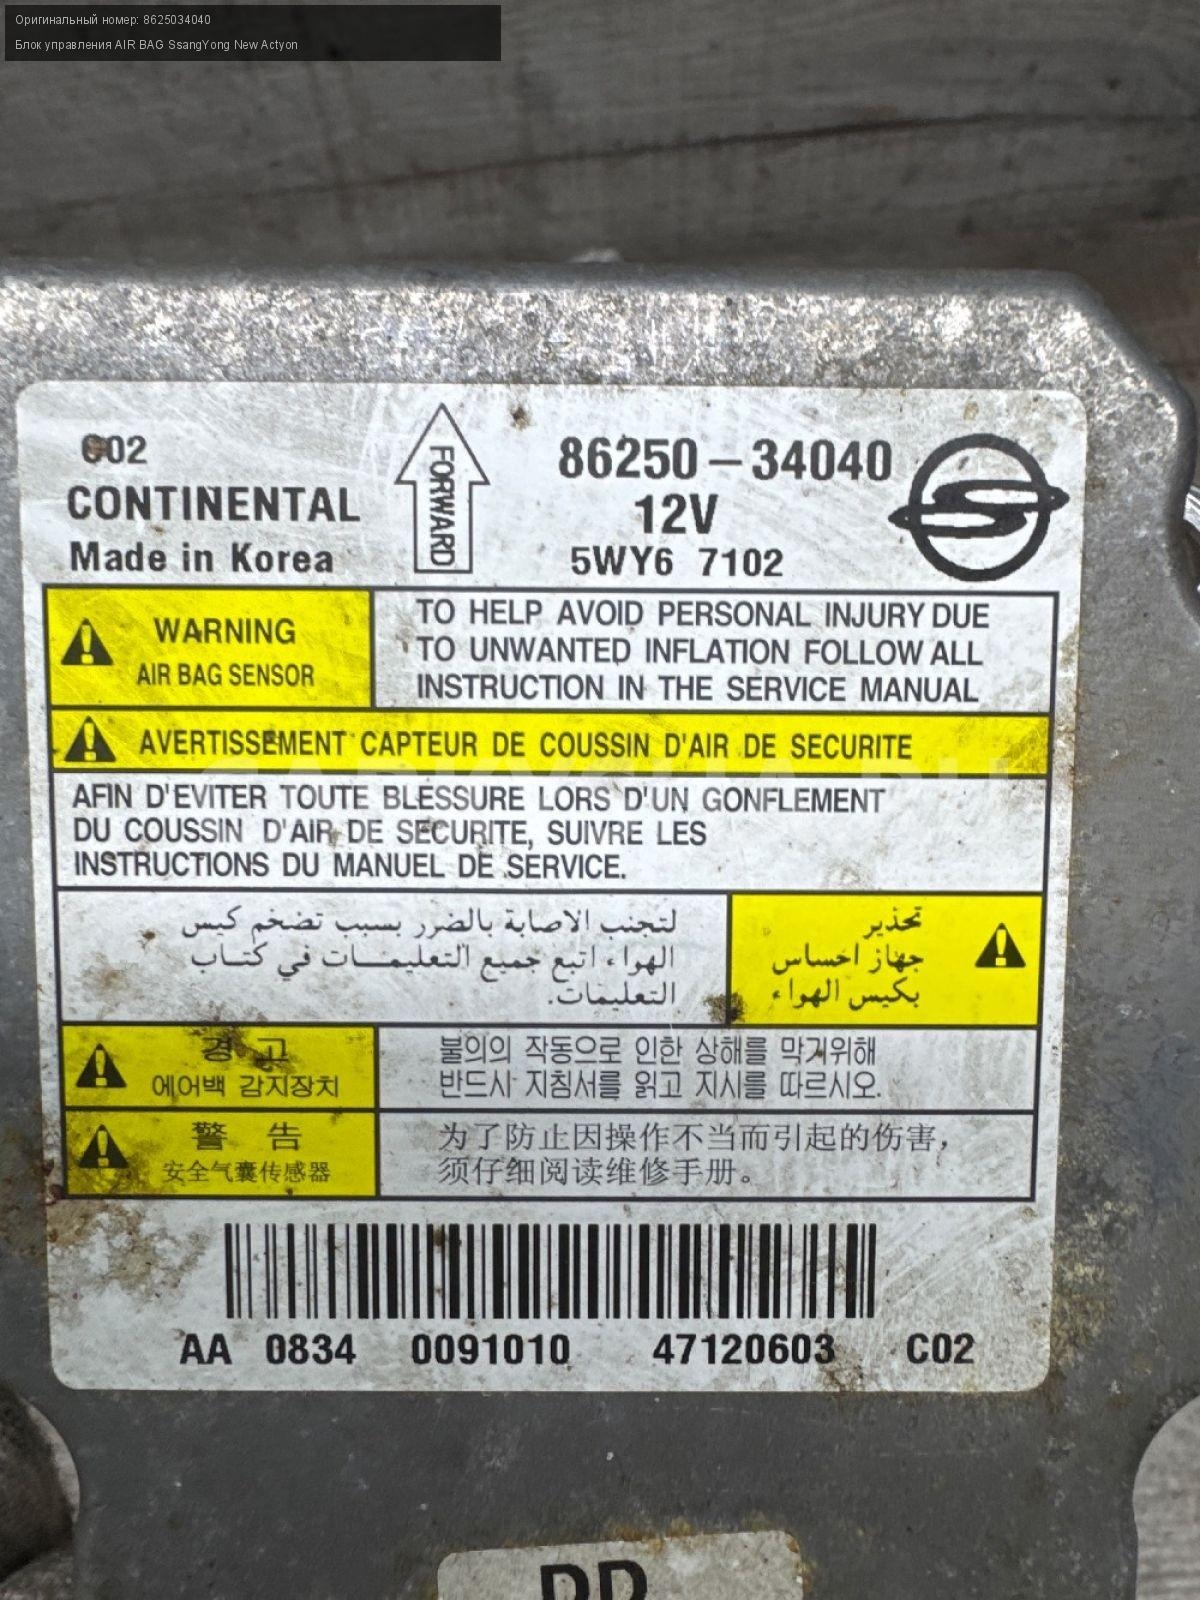 Оригинальный номер: 8625034040
Блок управления AIR BAG SsangYong New Actyon
C02
CONTINENTAL
Made in Korea
FORWARD
86250-34040
12V
5WY6 7102
WARNING
AIR BAG SENSOR
TO HELP AVOID PERSONAL INJURY DUE
TO UNWANTED INFLATION FOLLOW ALL
INSTRUCTION IN THE SERVICE MANUAL
AVERTISSEMENT CAPTEUR DE COUSSIN D'AIR DE SECURITE
AFIN D'EVITER TOUTE BLESSURE LORS D'UN GONFLEMENT
DU COUSSIN D'AIR DE SECURITE, SUIVRE LES
INSTRUCTIONS DU MANUEL DE SERVICE.
تحذير
جهاز احساس
بكيس الهواء
لتجنب الاصابة بالضرر بسبب تضخم كيس
الهواء اتبع جميع التعليمــات في كتــاب
التعليمات.
경 고
에어백 감지장치
불의의 작동으로 인한 상해를 막기위해
반드시 지침서를 읽고 지시를 따르시오.
警 告
安全气囊传感器
为了防止因操作不当而引起的伤害，
须仔细阅读维修手册。
AA 0834 0091010 47120603 C02